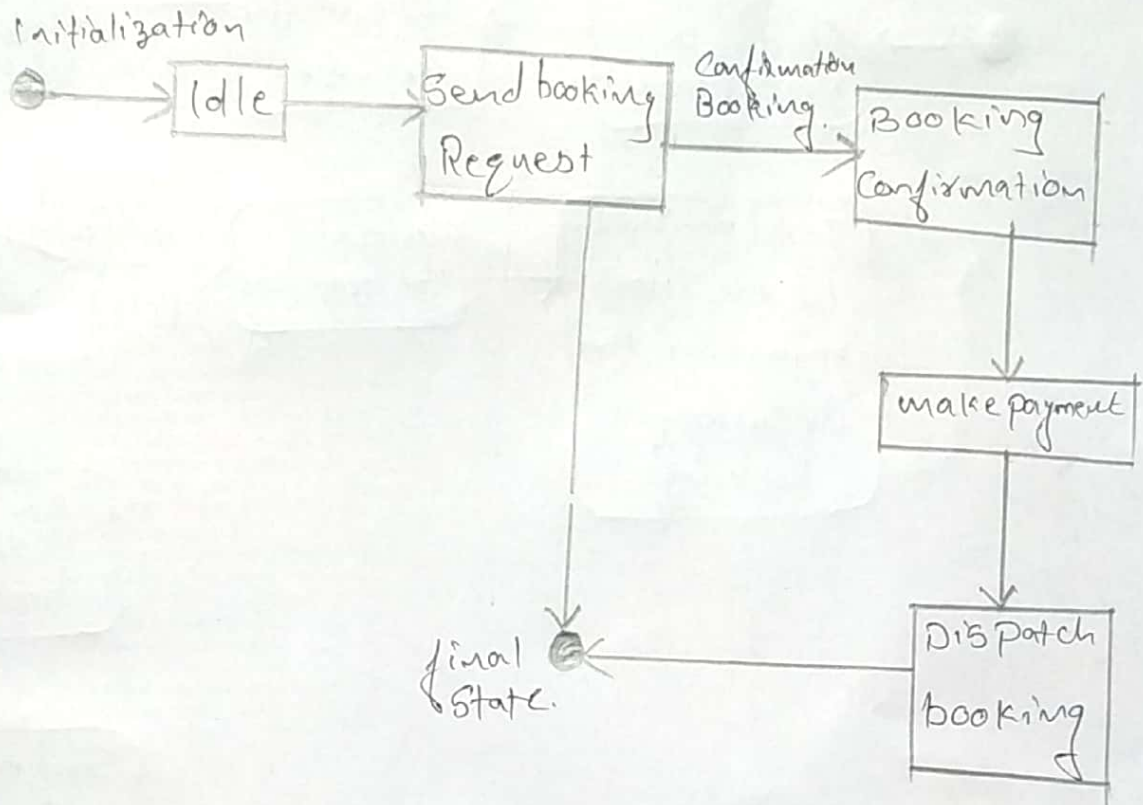 Initialization
Idle
Send booking
Request
Confirmation
Booking.
Booking
Confirmation
make payment
Dispatch
booking
final
State.